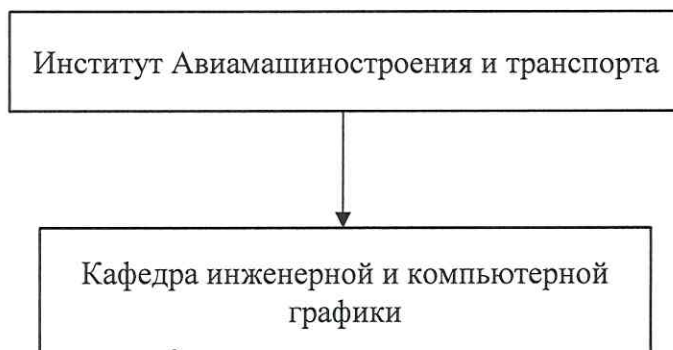 Институт Авиамашиностроения и транспорта
Кафедра инженерной и компьютерной
графики